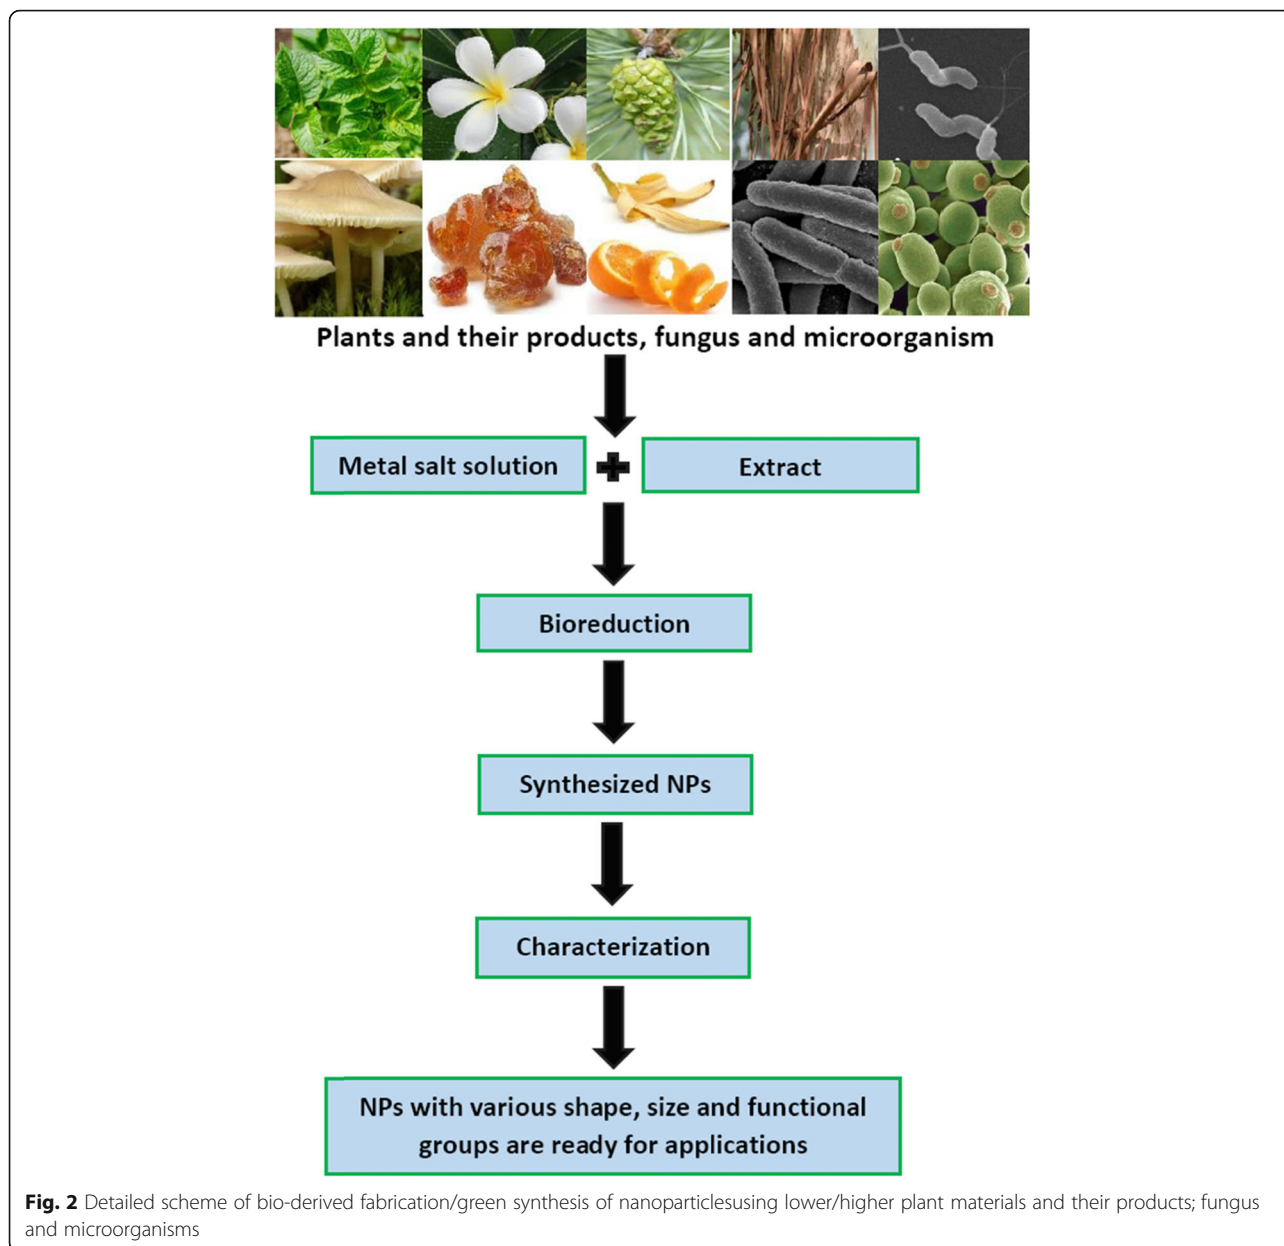 Plants and their products, fungus and microorganism
Metal salt solution
Extract
Bioreduction
Synthesized NPs
Characterization
NPs with various shape, size and functional
groups are ready for applications
Fig. 2 Detailed scheme of bio-derived fabrication/green synthesis of nanoparticlesusing lower/higher plant materials and their products; fungus
and microorganisms